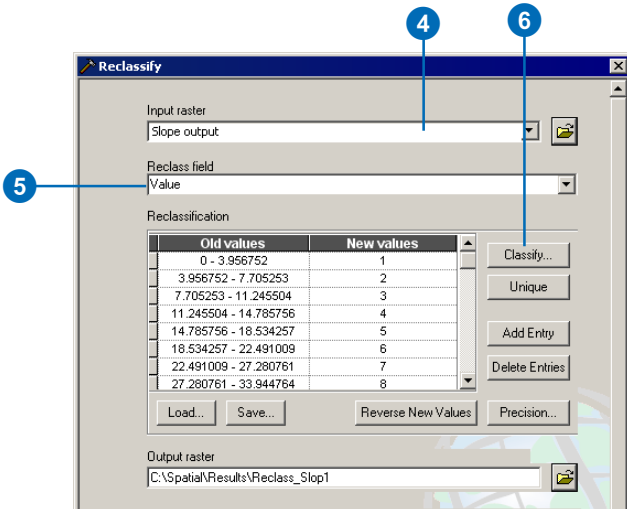 4 6
Reclassify
Input raster
Slope output
5
Reclass field
Value
Reclassification
Old values New values
0 - 3.956752 1
3.956752 - 7.705253 2
7.705253 - 11.245504 3
11.245504 - 14.785756 4
14.785756 - 18.534257 5
18.534257 - 22.491009 6
22.491009 - 27.280761 7
27.280761 - 33.944764 8
Classify...
Unique
Add Entry
Delete Entries
Load... Save... Reverse New Values Precision...
Output raster
C:\Spatial\Results\Reclass_Slop1